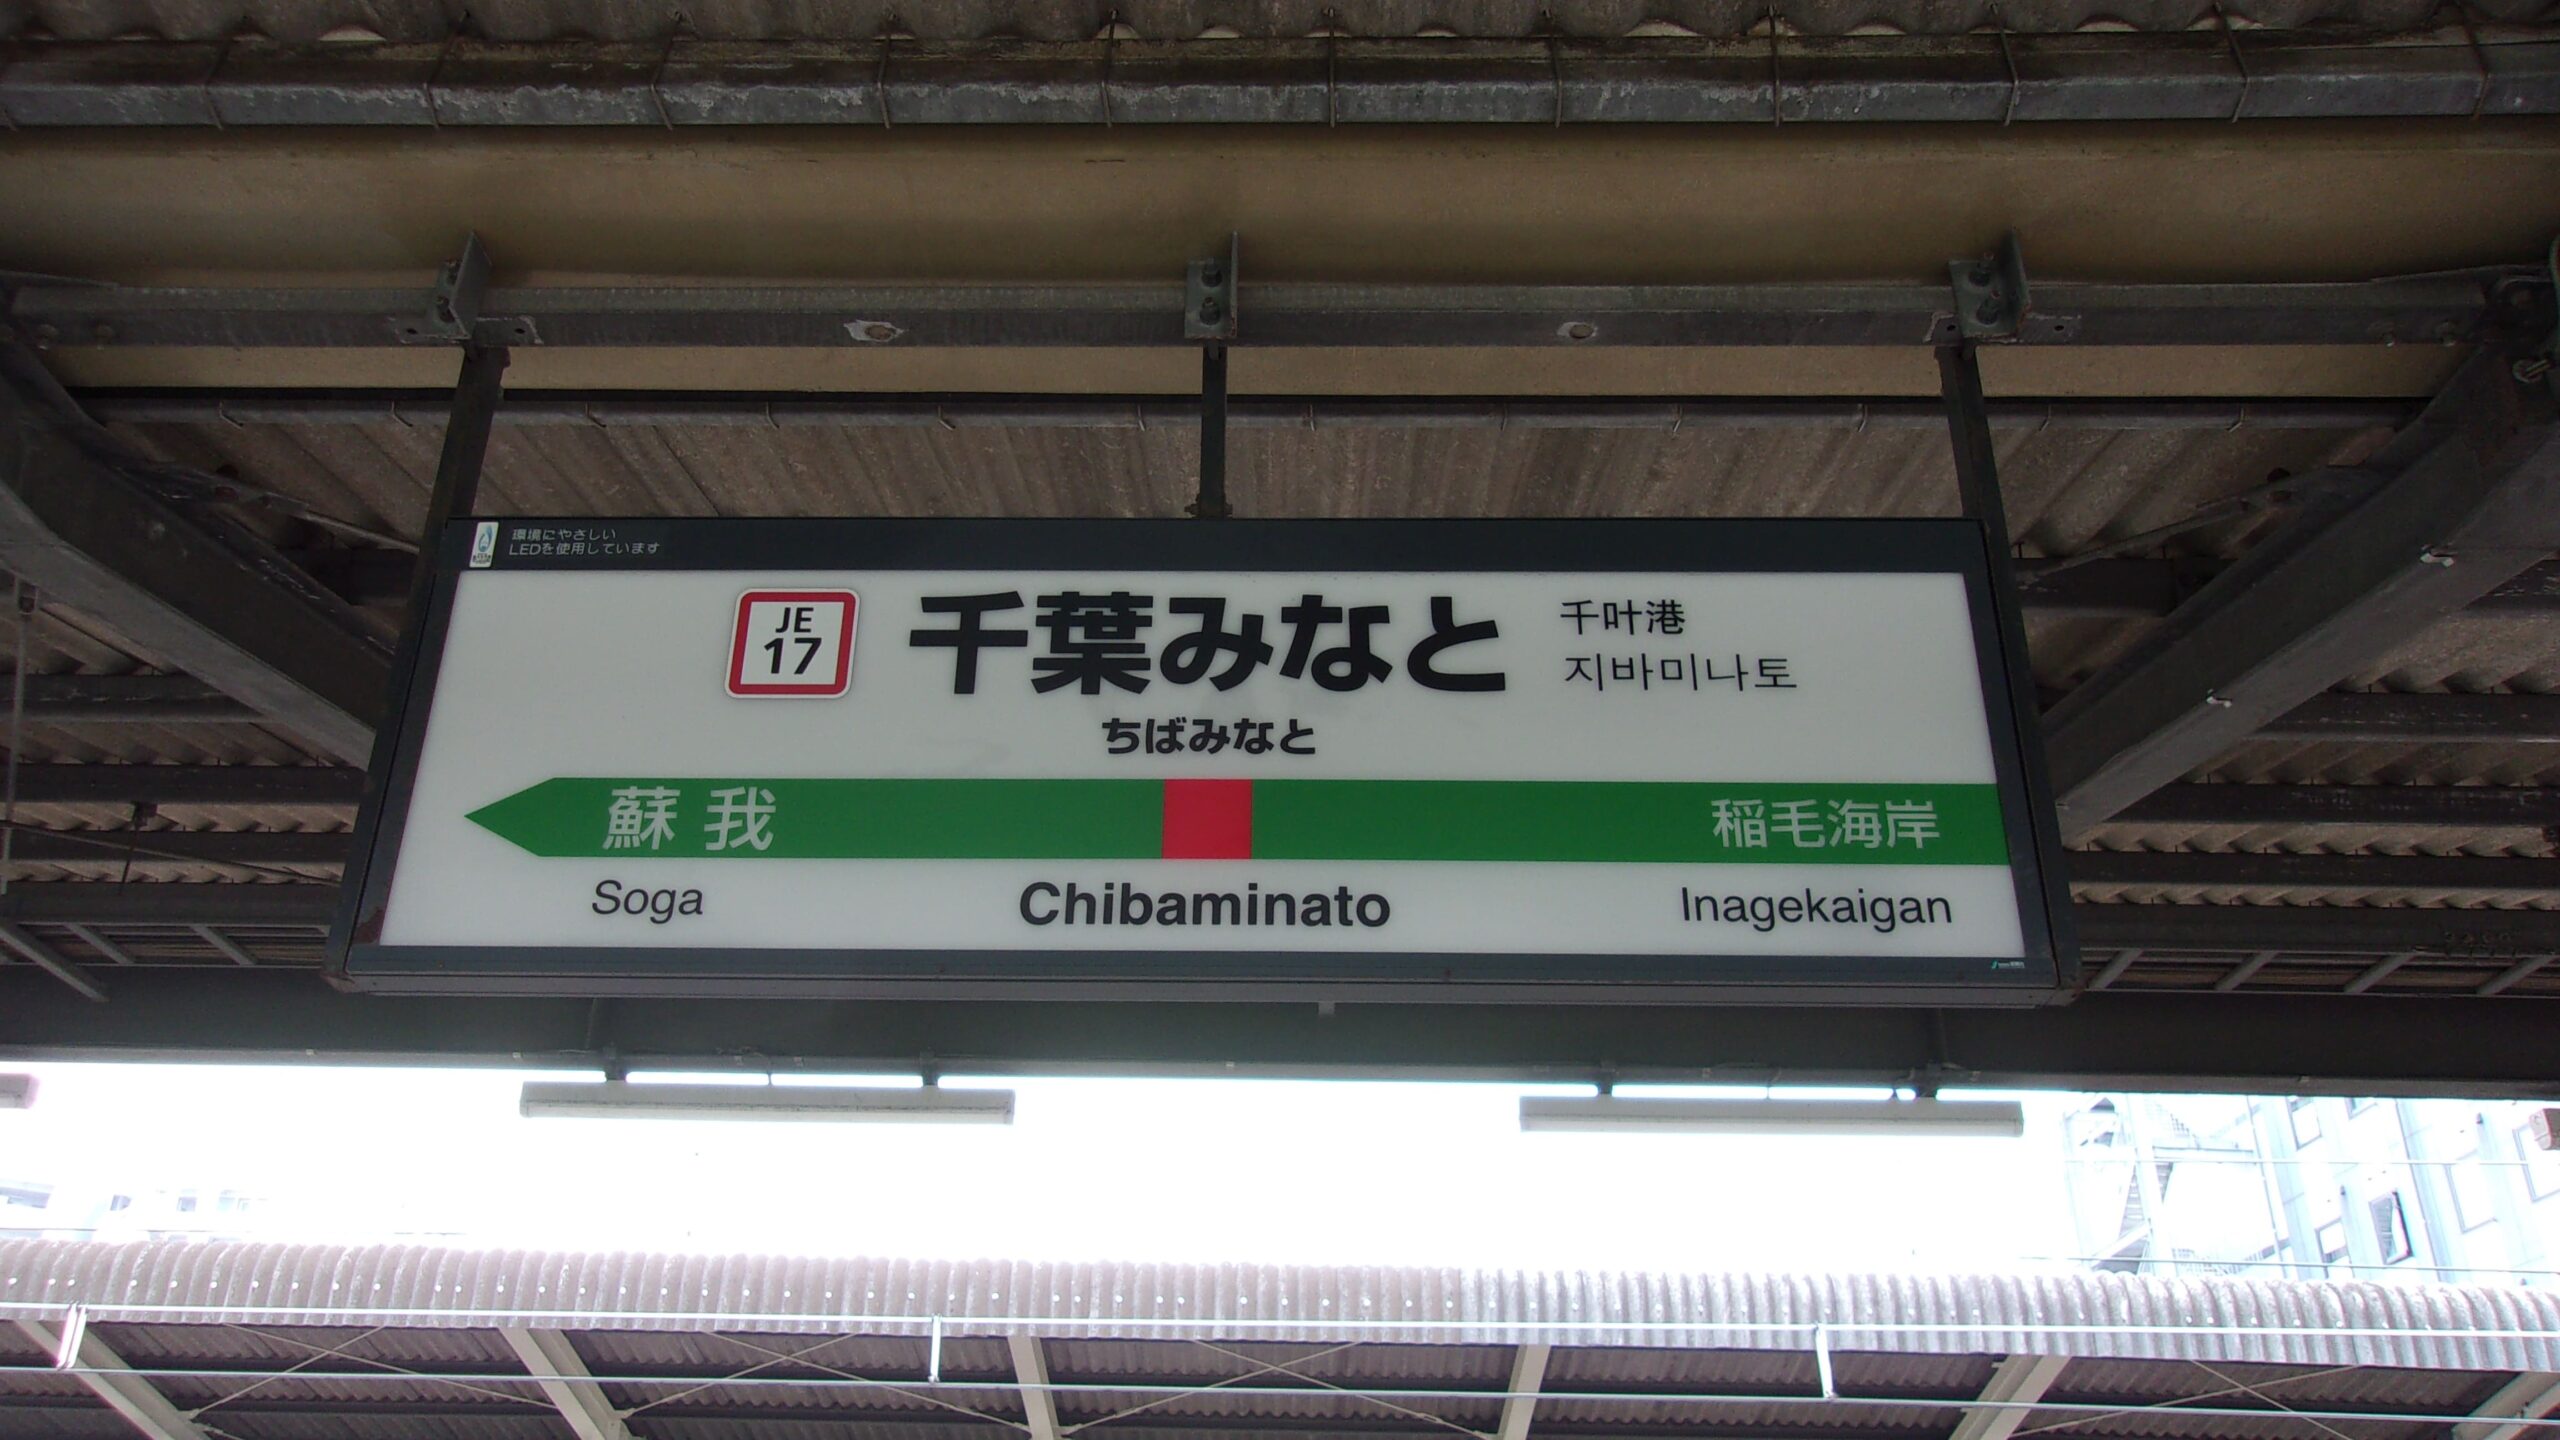 環境にやさしい
LEDを使用しています
JE
17
千葉みなと
千叶港
지바미나토
ちばみなと
蘇我
稲毛海岸
Soga
Chibaminato
Inagekaigan